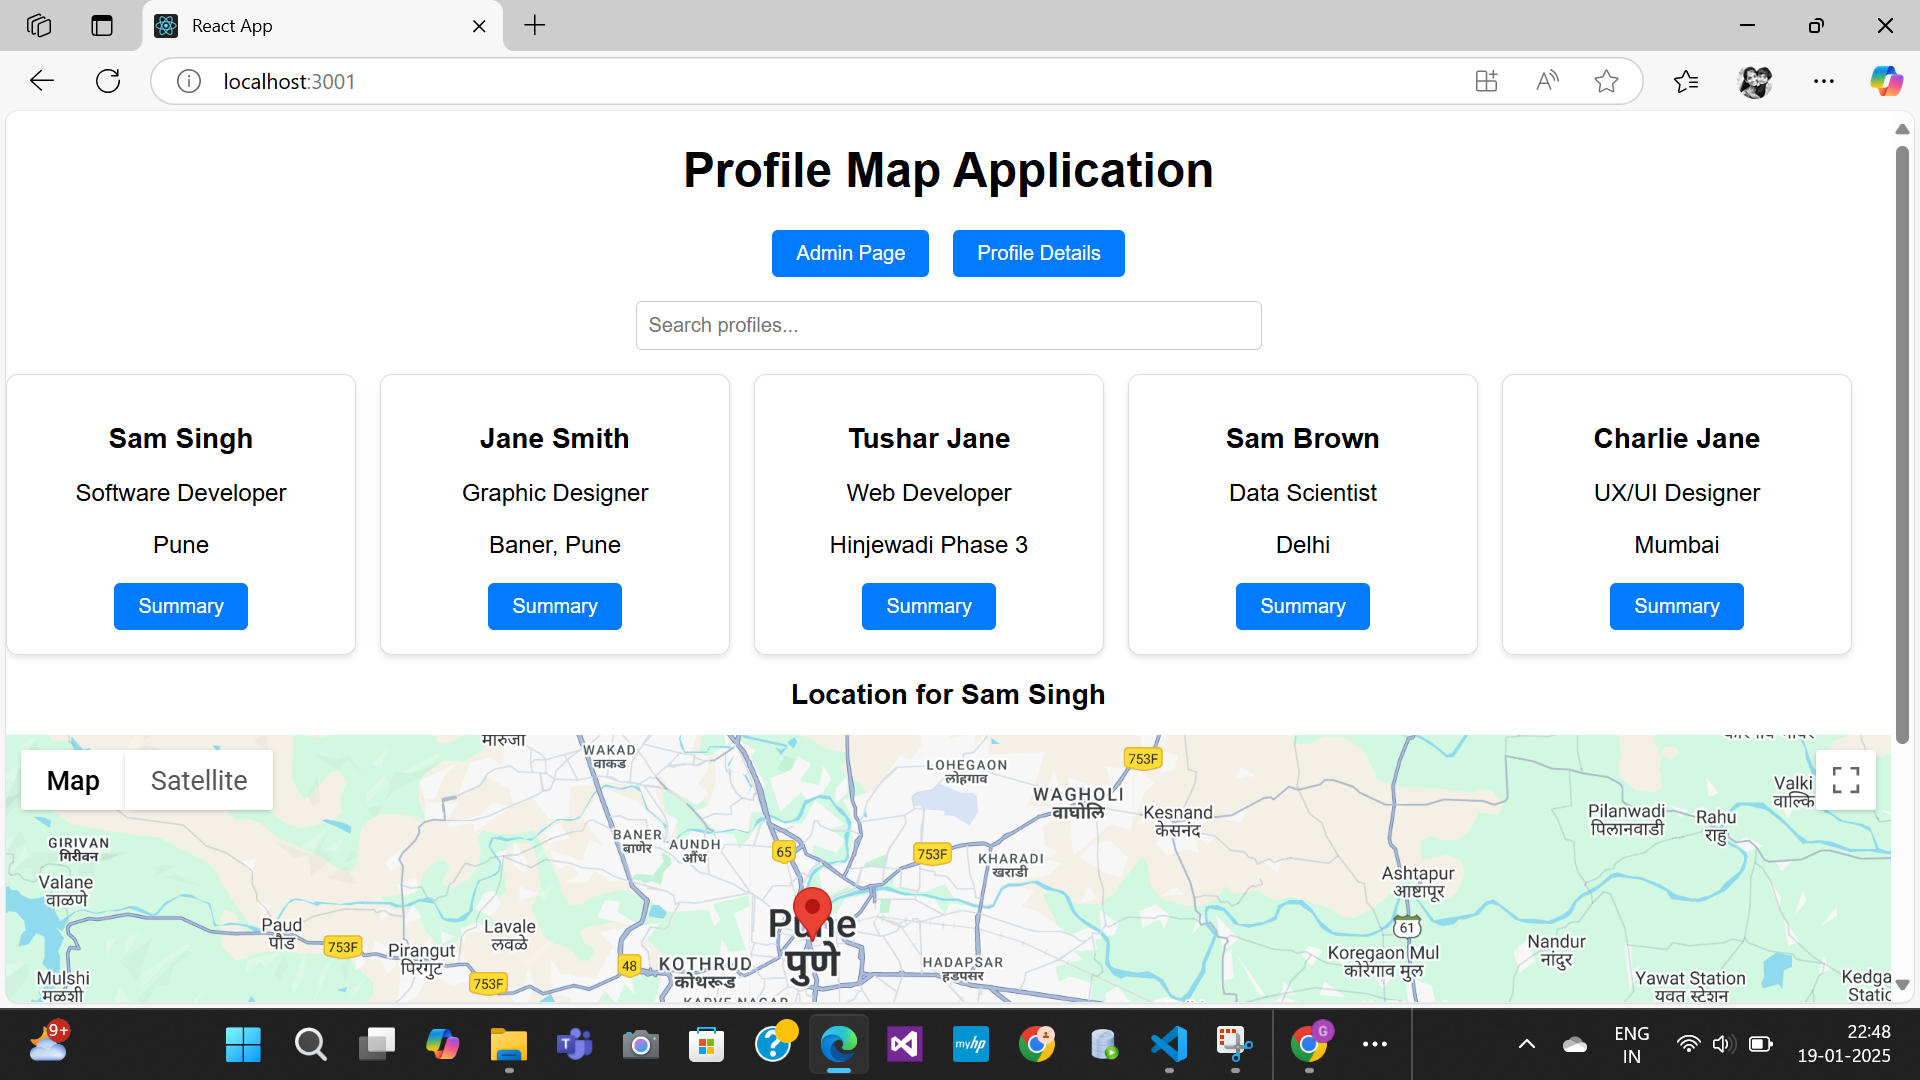 React App
localhost:3001
Profile Map Application
Admin Page Profile Details
Search profiles...
Sam Singh
Software Developer
Pune
Summary
Jane Smith
Graphic Designer
Baner, Pune
Summary
Tushar Jane
Web Developer
Hinjewadi Phase 3
Summary
Sam Brown
Data Scientist
Delhi
Summary
Charlie Jane
UX/UI Designer
Mumbai
Summary
Location for Sam Singh
Map Satellite
मारुंजी
WAKAD
वाकड
LOHEGAON
लोहगाव
753F
WAGHOLI
वाघोलि
Kesnand
केसनंद
Valki
वाल्कि
Pilanwadi
पिलानवाडी
Rahu
राहु
GIRIVAN
गिरीवन
BANER
बाणेर
AUNDH
औंध
65
753F
KHARADI
खराडी
Valane
वाळणे
Ashtapur
आष्टापूर
Paud
पौड
753F
Pirangut
पिरंगुट
Lavale
लवळे
Pune
पुणे
61
Koregaon Mul
कोरेगाव मुल
Nandur
नांदुर
48
KOTHRUD
कोथरूड
HADAPSAR
हडपसर
Mulshi
मुळशी
753F
KARVE NAGAR
Yawat Station
यवत स्टेशन
Kedga
Static
9+
myhp
G
ENG
IN
22:48
19-01-2025